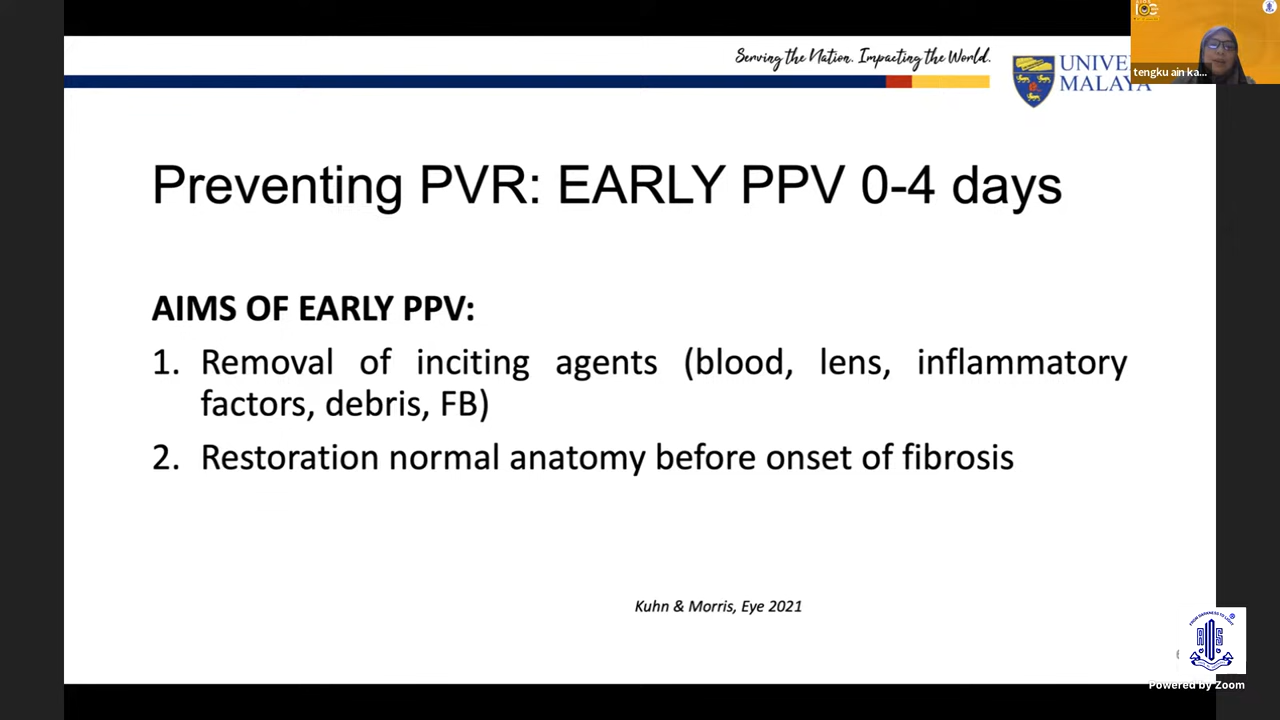 Serving the Nation. Impacting the World.
UNIVE
MALAYA
tengku ain ka...
Preventing PVR: EARLY PPV 0-4 days
AIMS OF EARLY PPV:
1. Removal of inciting agents (blood, lens, inflammatory
factors, debris, FB)
2. Restoration normal anatomy before onset of fibrosis
Kuhn & Morris, Eye 2021
Powered by Zoom